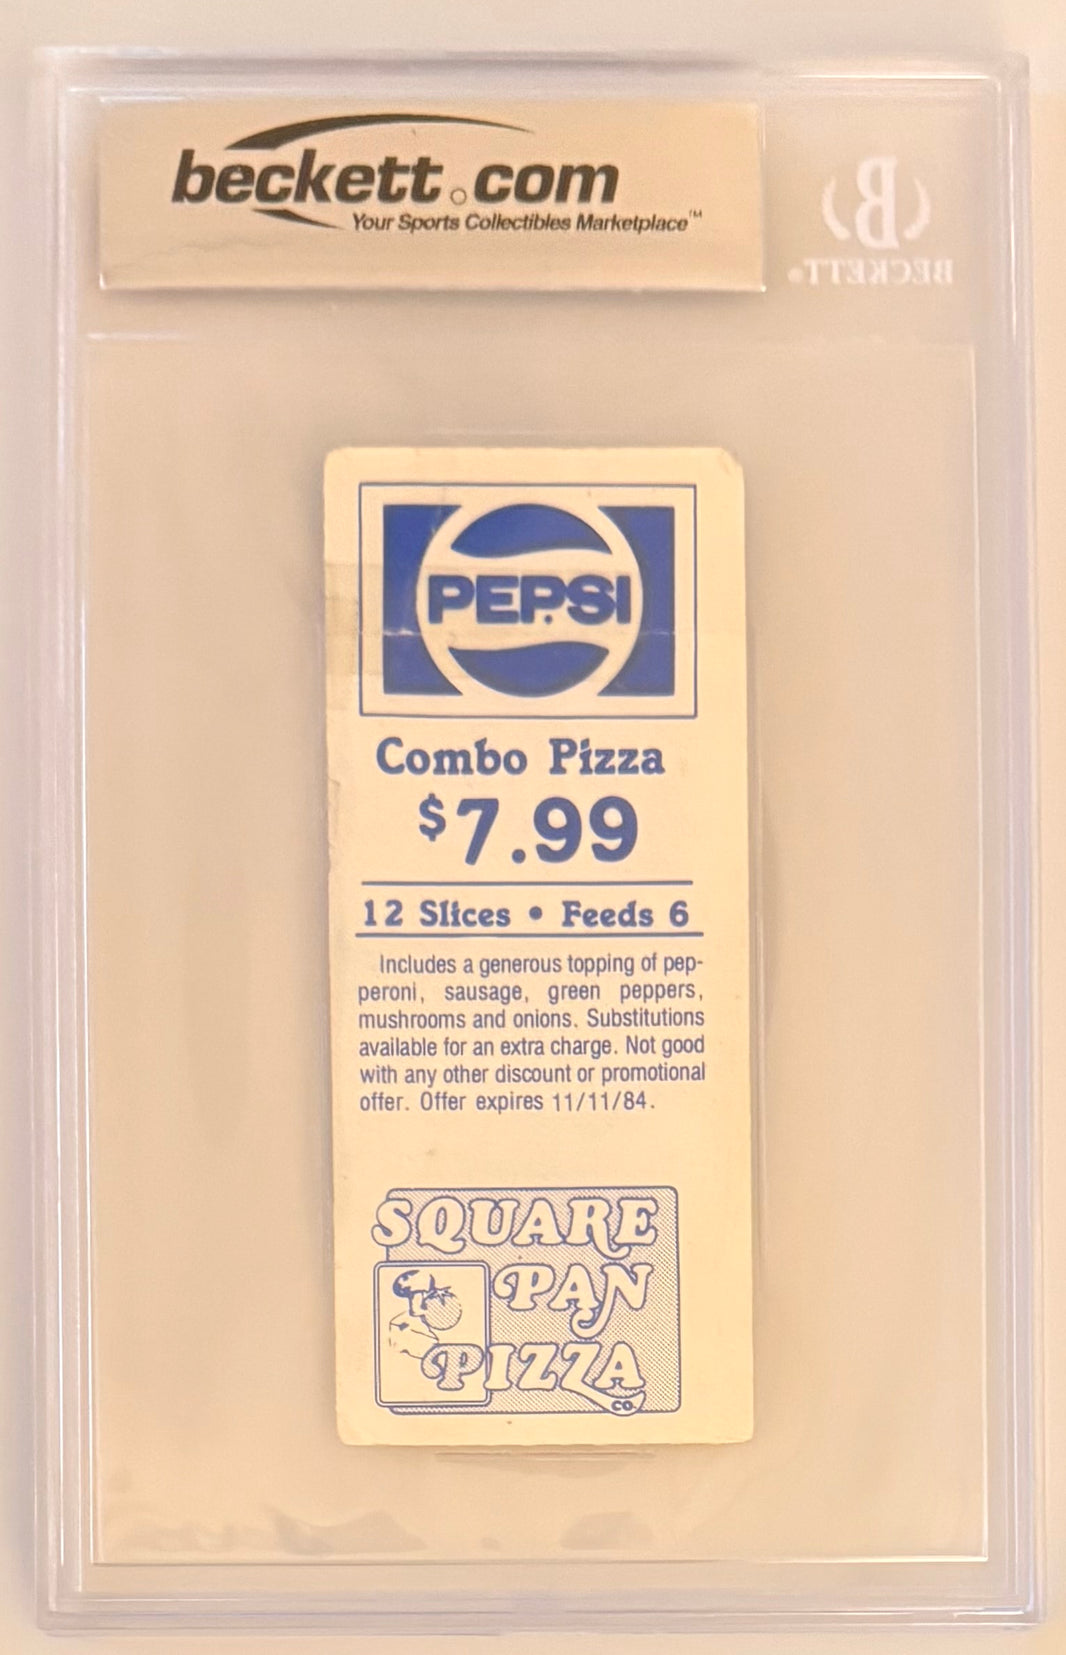 beckett.com
Your Sports Collectibles Marketplace™
B
BECKETT®
PEPSI
Combo Pizza
$7.99
12 Slices • Feeds 6
Includes a generous topping of pep-
peroni, sausage, green peppers,
mushrooms and onions. Substitutions
available for an extra charge. Not good
with any other discount or promotional
offer. Offer expires 11/11/84.
SQUARE
PAN
PIZZA
CO.